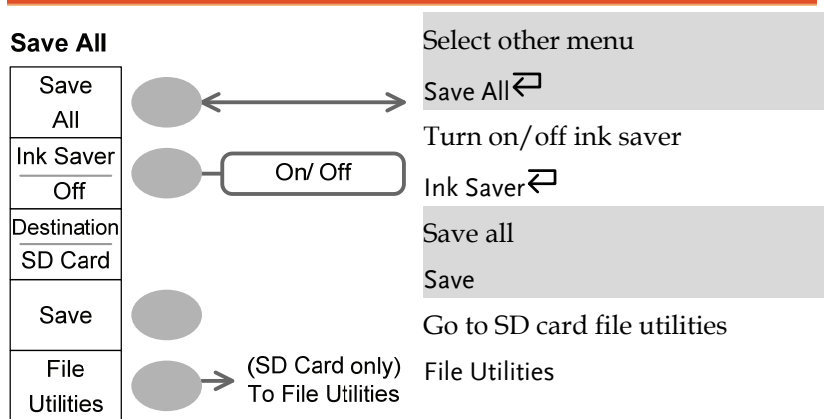 Save All
Save
All
Ink Saver
Off
On/ Off
Destination
SD Card
Save
File
Utilities
(SD Card only)
To File Utilities
Select other menu
Save All
Turn on/off ink saver
Ink Saver
Save all
Save
Go to SD card file utilities
File Utilities